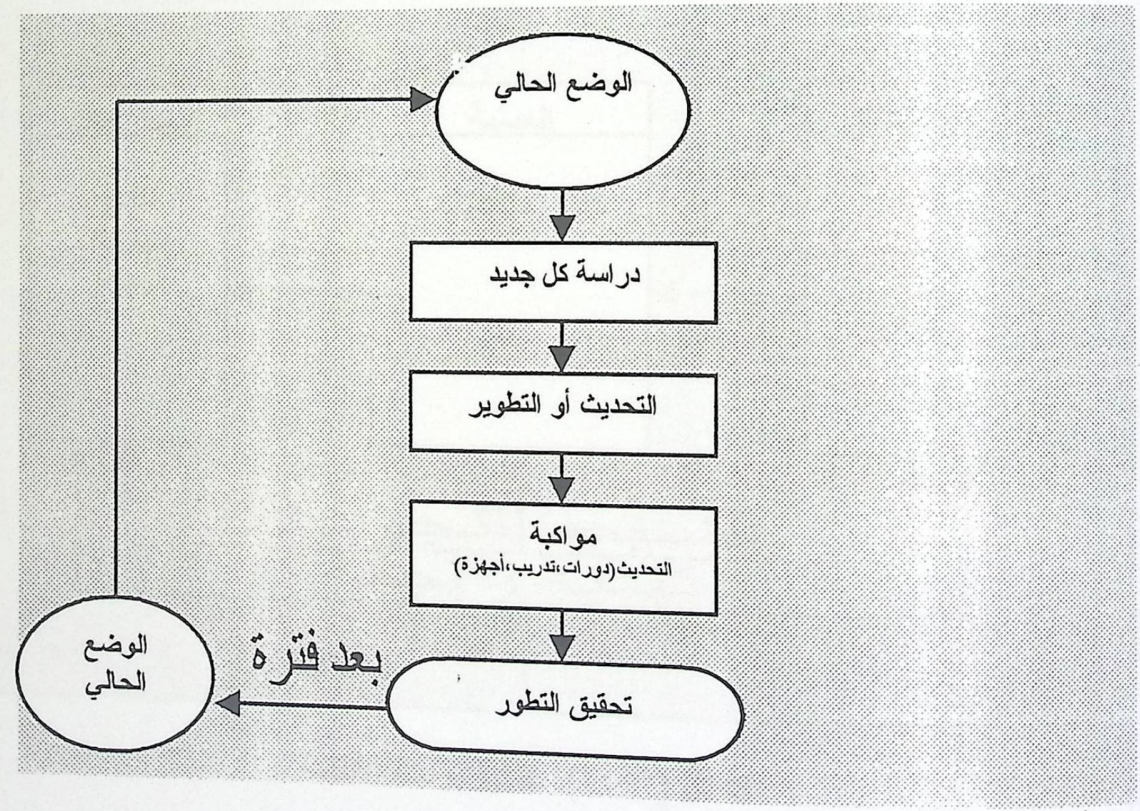 الوضع الحالي
دراسة كل جديد
التحديث أو التطوير
مواكبة
التحديث(دورات،تدريب،أجهزة)
تحقيق التطور
بعد فترة
الوضع
الحالي